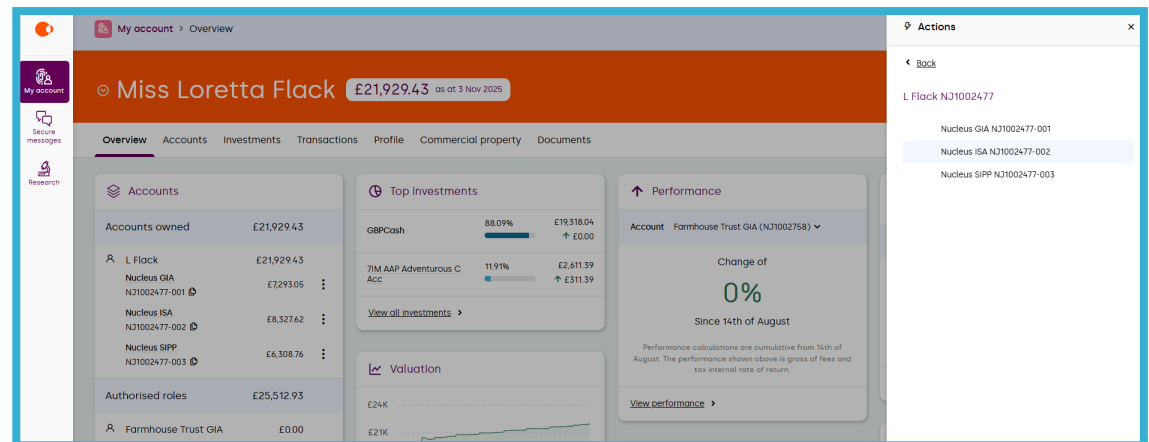 My account > Overview
Actions
Back
L Flack NJ1002477
Nucleus GIA NJ1002477-001
Nucleus ISA NJ1002477-002
Nucleus SIPP NJ1002477-003
My account
Secure messages
Research
Miss Loretta Flack £21,929.43 as at 3 Nov 2025
Overview Accounts Investments Transactions Profile Commercial property Documents
Accounts
Accounts owned £21,929.43
L Flack £21,929.43
Nucleus GIA
NJ1002477-001 £7,293.05
Nucleus ISA
NJ1002477-002 £8,327.62
Nucleus SIPP
NJ1002477-003 £6,308.76
Authorised roles £25,512.93
Farmhouse Trust GIA £0.00
Top investments
GBPCash 88.09% £19,318.04
£0.00
7IM AAP Adventurous C Acc 11.91% £2,611.39
£311.39
View all investments >
Valuation
£24K
£21K
Performance
Account Farmhouse Trust GIA (NJ1002758)
Change of
0%
Since 14th of August
Performance calculations are cumulative from 14th of
August. The performance shown above is gross of fees and
tax internal rate of return.
View performance >